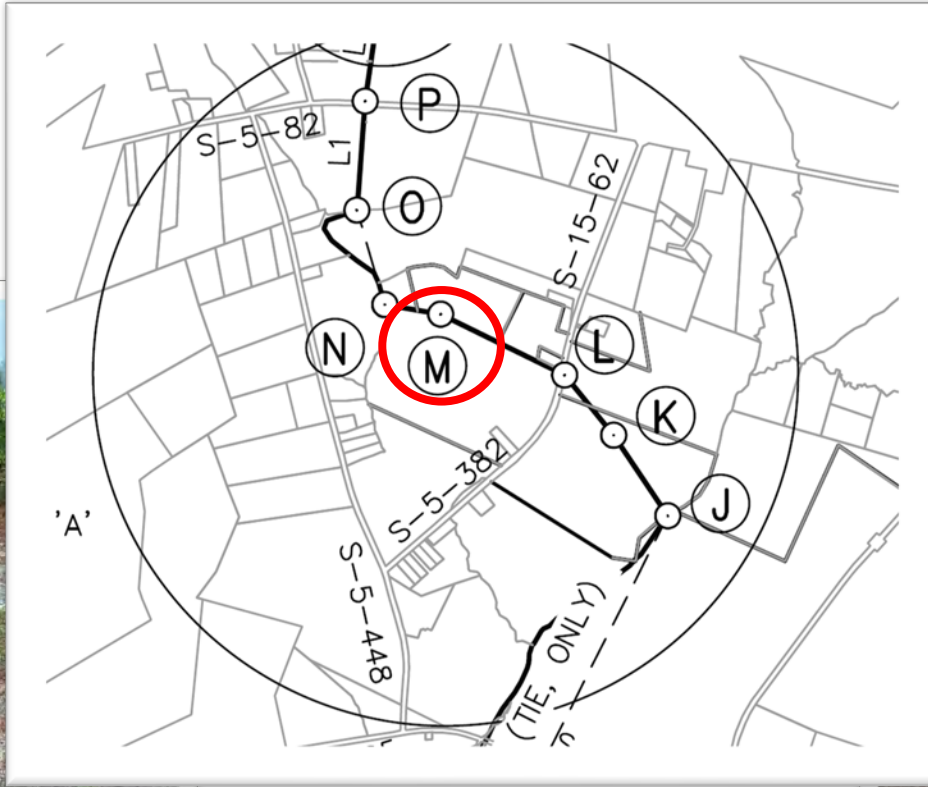 P
S-5-82
L1
S-15-62
O
N
M
L
K
S-5-382
J
'A'
S-5-448
(TIE, ONLY)